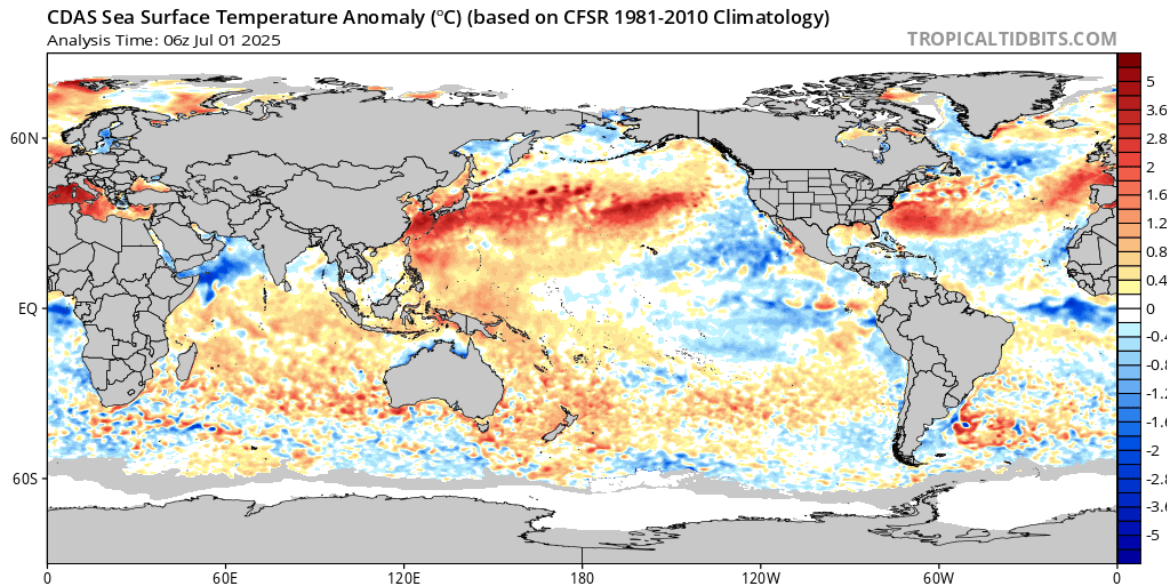 CDAS Sea Surface Temperature Anomaly (°C) (based on CFSR 1981-2010 Climatology)
Analysis Time: 06z Jul 01 2025
TROPICALTIDBITS.COM
5
3.6
2.8
2
1.6
1.2
0.8
0.4
0
-0.4
-0.8
-1.2
-1.6
-2
-2.8
-3.6
-5
60N
EQ
60S
0
60E
120E
180
120W
60W
0